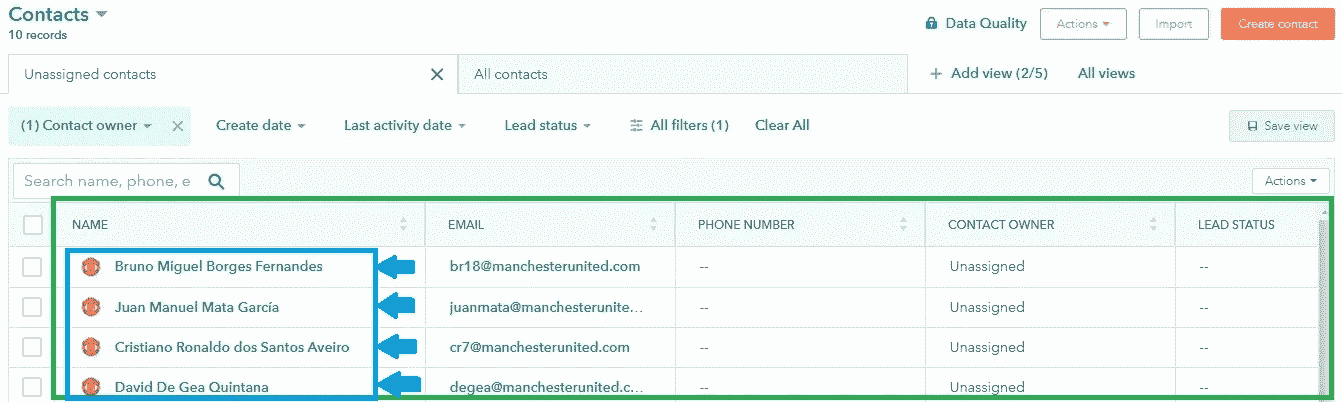 Contacts
10 records
Data Quality
Actions
Import
Create contact
Unassigned contacts
All contacts
+ Add view (2/5)
All views
(1) Contact owner
Create date
Last activity date
Lead status
All filters (1)
Clear All
Save view
Search name, phone, e
Actions
NAME EMAIL PHONE NUMBER CONTACT OWNER LEAD STATUS
Bruno Miguel Borges Fernandes br18@manchesterunited.com -- Unassigned --
Juan Manuel Mata García juanmata@manchesterunite... -- Unassigned --
Cristiano Ronaldo dos Santos Aveiro cr7@manchesterunited.com -- Unassigned --
David De Gea Quintana degea@manchesterunited.c... -- Unassigned --